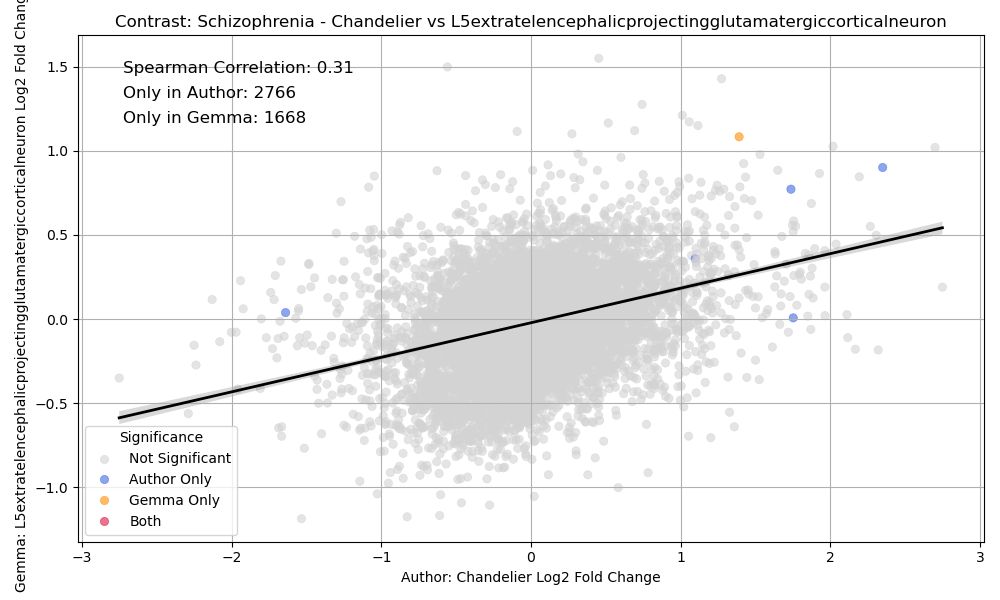 Contrast: Schizophrenia - Chandelier vs L5extratelencephalicprojectingglutamatergiccorticalneuron
Gemma: L5extratelencephalicprojectingglutamatergiccorticalneuron Log2 Fold Chang
1.5
1.0
0.5
0.0
−0.5
−1.0
Spearman Correlation: 0.31
Only in Author: 2766
Only in Gemma: 1668
Significance
Not Significant
Author Only
Gemma Only
Both
−3
−2
−1
0
1
2
3
Author: Chandelier Log2 Fold Change